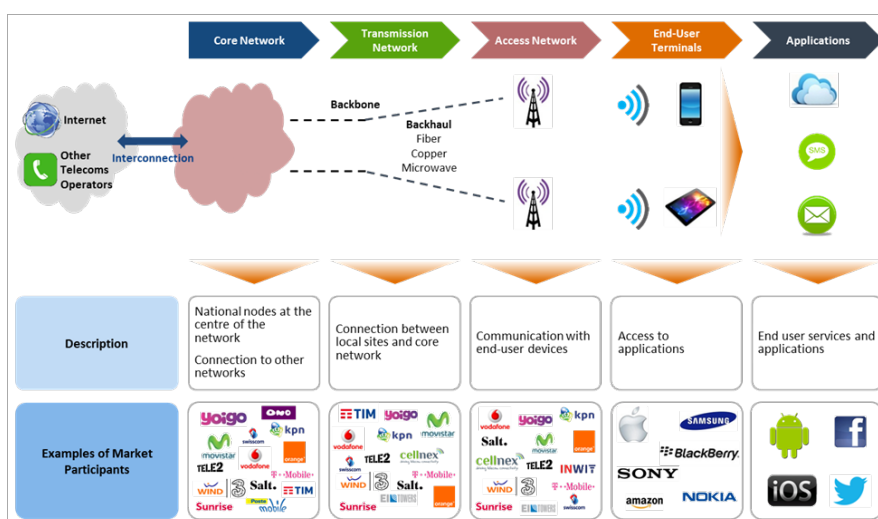 Core Network
Transmission
Network
Access Network
End-User
Terminals
Applications
Internet
Other
Telecoms
Operators
Interconnection
Backbone
Backhaul
Fiber
Copper
Microwave
SMS
Description
National nodes at the
centre of the
network
Connection to other
networks
Connection between
local sites and core
network
Communication with
end-user devices
Access to
applications
End user services and
applications
Examples of Market
Participants
yoigo
ONO
kpn
movistar
swisscom
orange
TELE2
vodafone
T··Mobile·
WIND
3
Salt.
TIM
Sunrise
Poste
mobile
TIM
yoigo
vodafone
kpn
movistar
swisscom
TELE2
cellnex
T··Mobile·
WIND
3
Salt.
Sunrise
EI TOWERS
orange
vodafone
yoigo
kpn
Salt.
movistar
orange
cellnex
TELE2
INWIT
WIND
3
T··Mobile·
Sunrise
EI TOWERS
swisscom
SAMSUNG
BlackBerry.
SONY
amazon
NOKIA
f
iOS